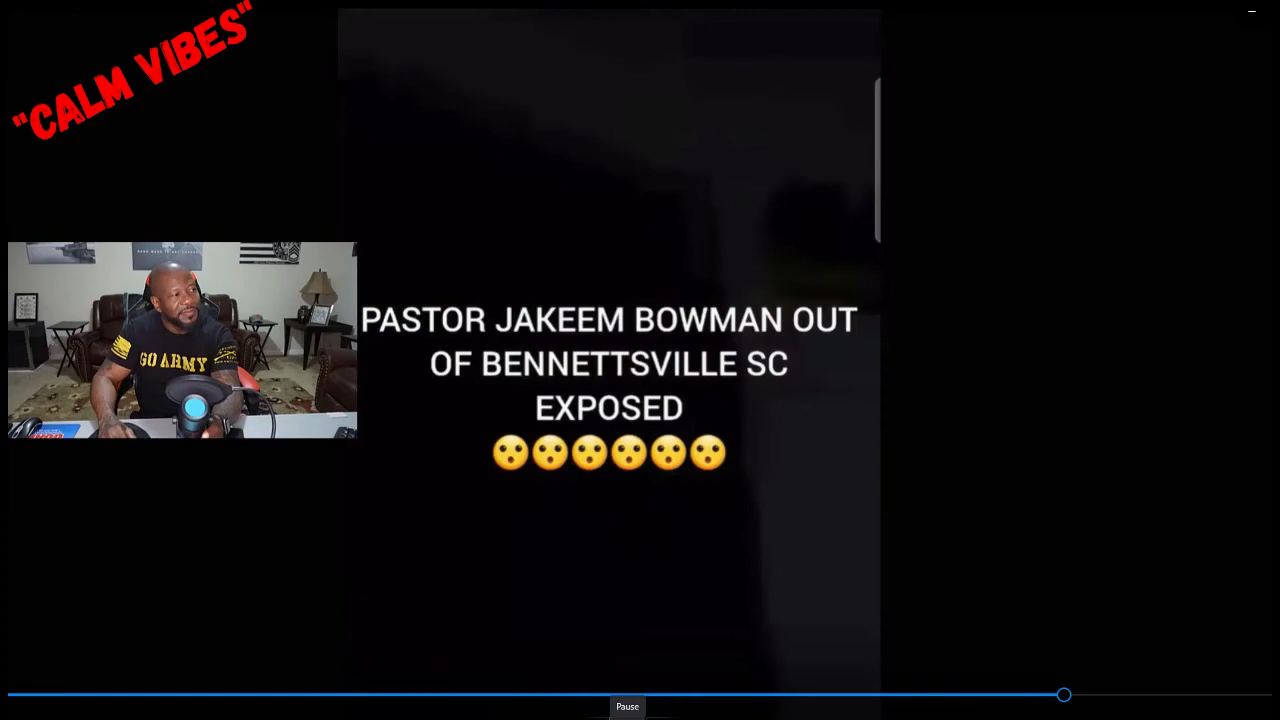 "CALM VIBES"
PASTOR JAKEEM BOWMAN OUT
OF BENNETTSVILLE SC
EXPOSED
😮😮😮😮😮😮
GO ARMY
Pause